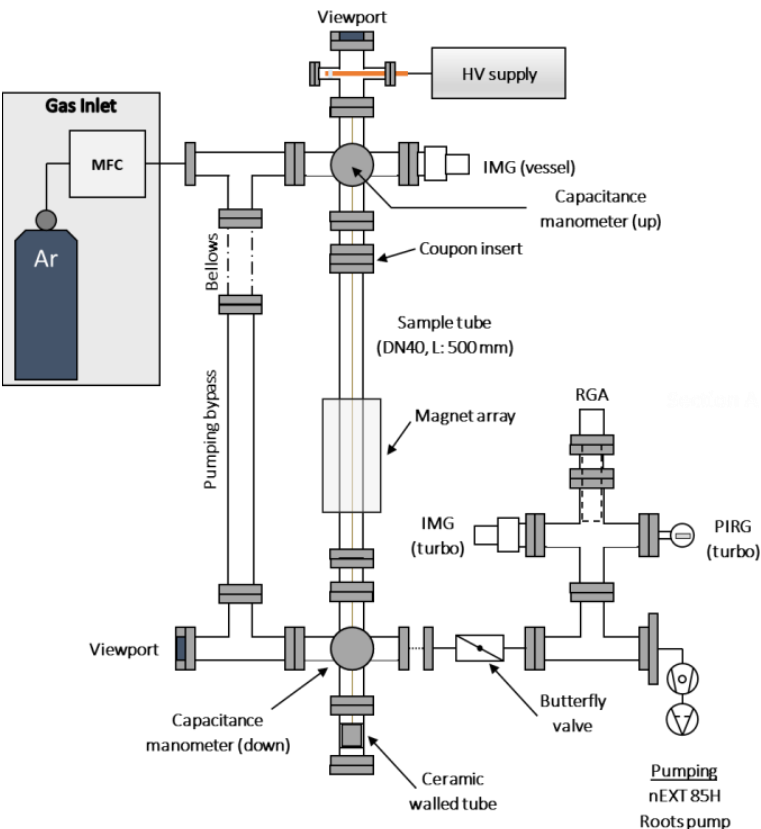 Viewport
HV supply
Gas Inlet
MFC
IMG (vessel)
Capacitance
manometer (up)
Ar
Bellows
Coupon insert
Sample tube
(DN40, L: 500 mm)
RGA
Magnet array
Pumping bypass
IMG
(turbo)
PIRG
(turbo)
Viewport
Butterfly
valve
Capacitance
manometer (down)
Ceramic
walled tube
Pumping
nEXT 85H
Roots pump